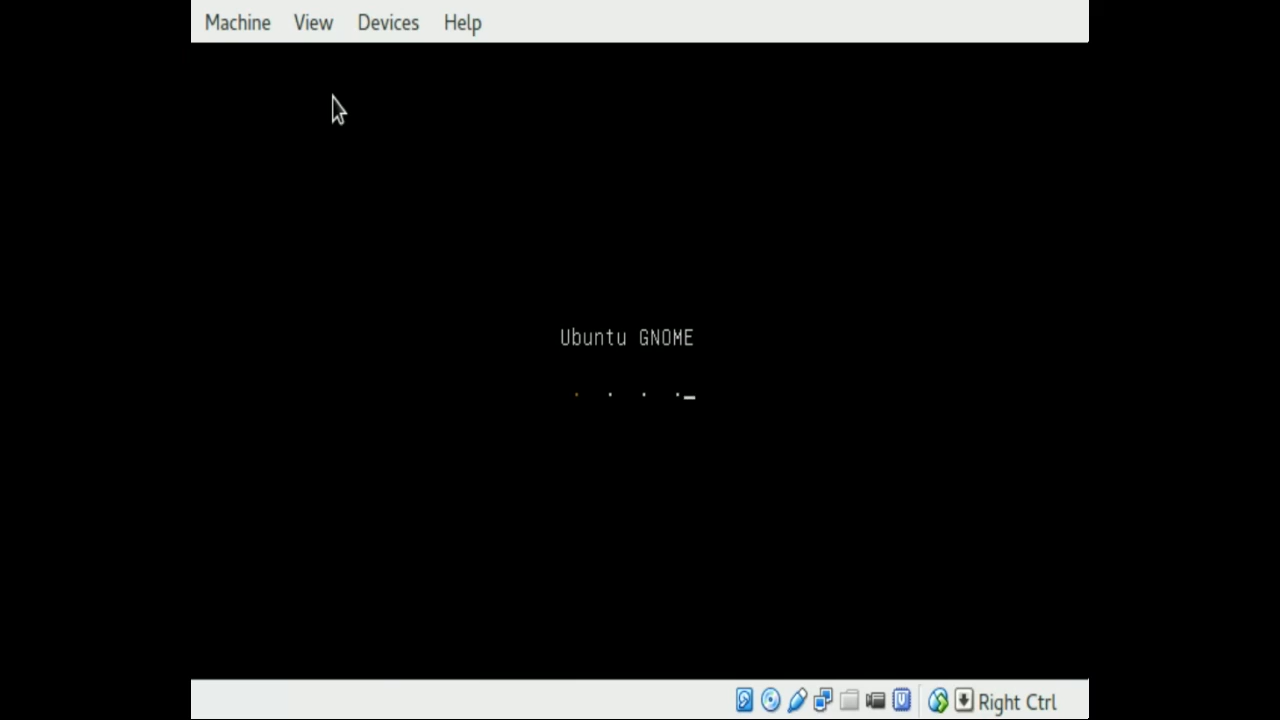 Machine View Devices Help
Ubuntu GNOME
. . . ._
Right Ctrl